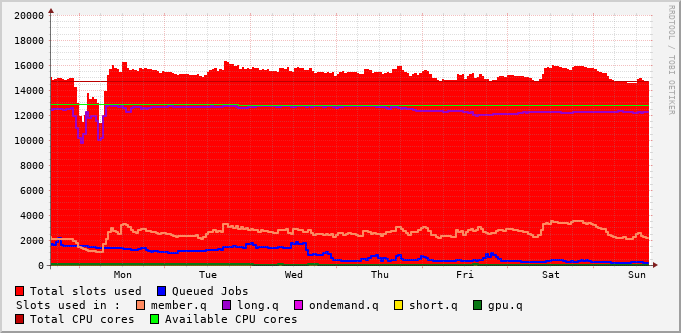 20000
18000
16000
14000
12000
10000
8000
6000
4000
2000
0
Mon Tue Wed Thu Fri Sat Sun
RRDTOOL / TOBI OETIKER
Total slots used Queued Jobs
Slots used in : member.q long.q ondemand.q short.q gpu.q
Total CPU cores Available CPU cores